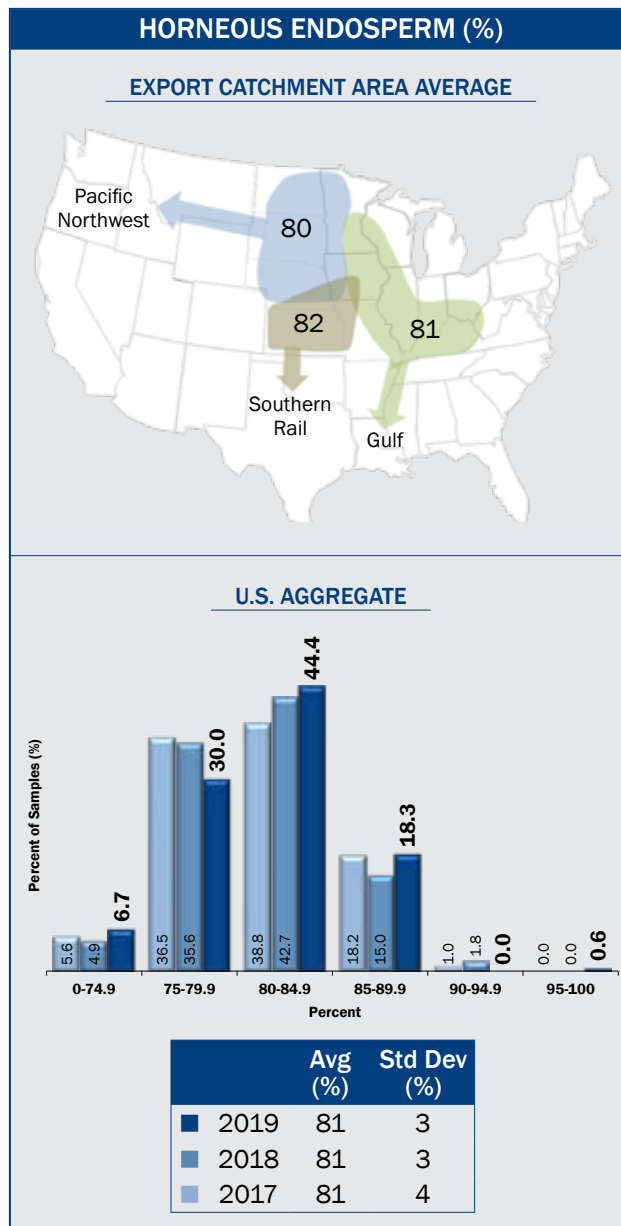 HORNEOUS ENDOSPERM (%)
EXPORT CATCHMENT AREA AVERAGE
Pacific
Northwest
80
82
81
Southern
Rail
Gulf
U.S. AGGREGATE
Percent of Samples (%)
5.6 4.9 6.7
36.5 35.6 30.0
38.8 42.7 44.4
18.2 15.0 18.3
1.0 1.8 0.0
0.0 0.0 0.6
0-74.9 75-79.9 80-84.9 85-89.9 90-94.9 95-100
Percent
Avg Std Dev
(%) (%)
2019 81 3
2018 81 3
2017 81 4